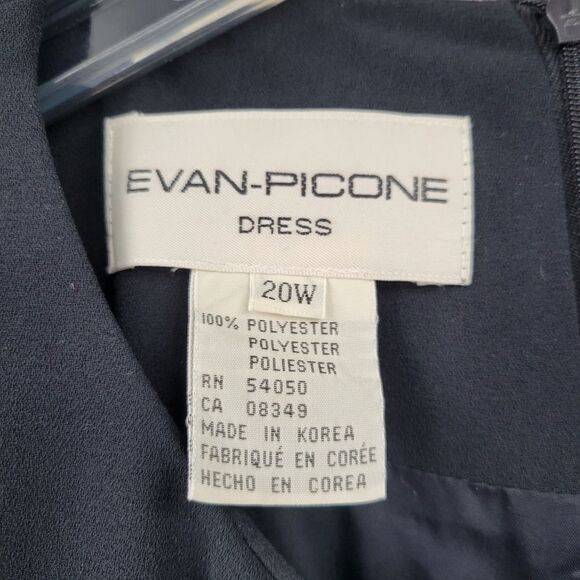 EVAN-PICONE
DRESS
20W
100% POLYESTER
POLYESTER
POLIESTER
RN 54050
CA 08349
MADE IN KOREA
FABRIQUÉ EN CORÉE
HECHO EN COREA